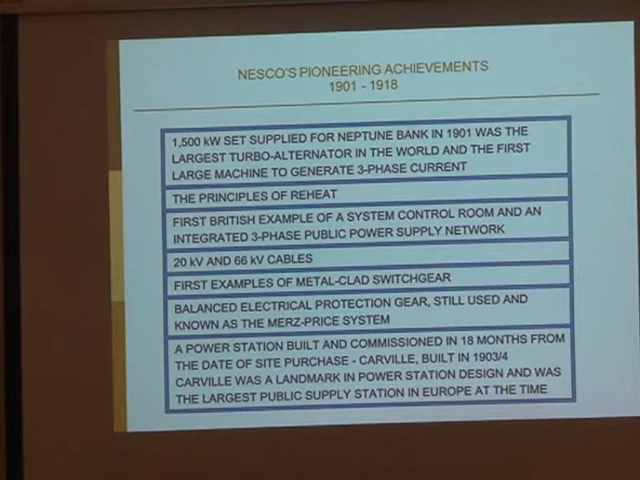 NESCO'S PIONEERING ACHIEVEMENTS
1901 - 1918
1,500 kW SET SUPPLIED FOR NEPTUNE BANK IN 1901 WAS THE
LARGEST TURBO-ALTERNATOR IN THE WORLD AND THE FIRST
LARGE MACHINE TO GENERATE 3-PHASE CURRENT
THE PRINCIPLES OF REHEAT
FIRST BRITISH EXAMPLE OF A SYSTEM CONTROL ROOM AND AN
INTEGRATED 3-PHASE PUBLIC POWER SUPPLY NETWORK
20 kV AND 66 kV CABLES
FIRST EXAMPLES OF METAL-CLAD SWITCHGEAR
BALANCED ELECTRICAL PROTECTION GEAR, STILL USED AND
KNOWN AS THE MERZ-PRICE SYSTEM
A POWER STATION BUILT AND COMMISSIONED IN 18 MONTHS FROM
THE DATE OF SITE PURCHASE - CARVILLE, BUILT IN 1903/4
CARVILLE WAS A LANDMARK IN POWER STATION DESIGN AND WAS
THE LARGEST PUBLIC SUPPLY STATION IN EUROPE AT THE TIME